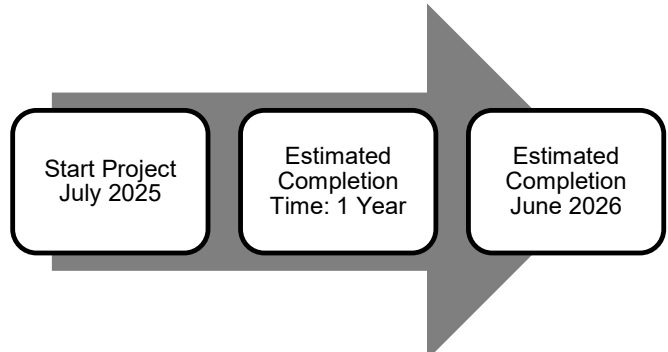 Start Project
July 2025
Estimated
Completion
Time: 1 Year
Estimated
Completion
June 2026